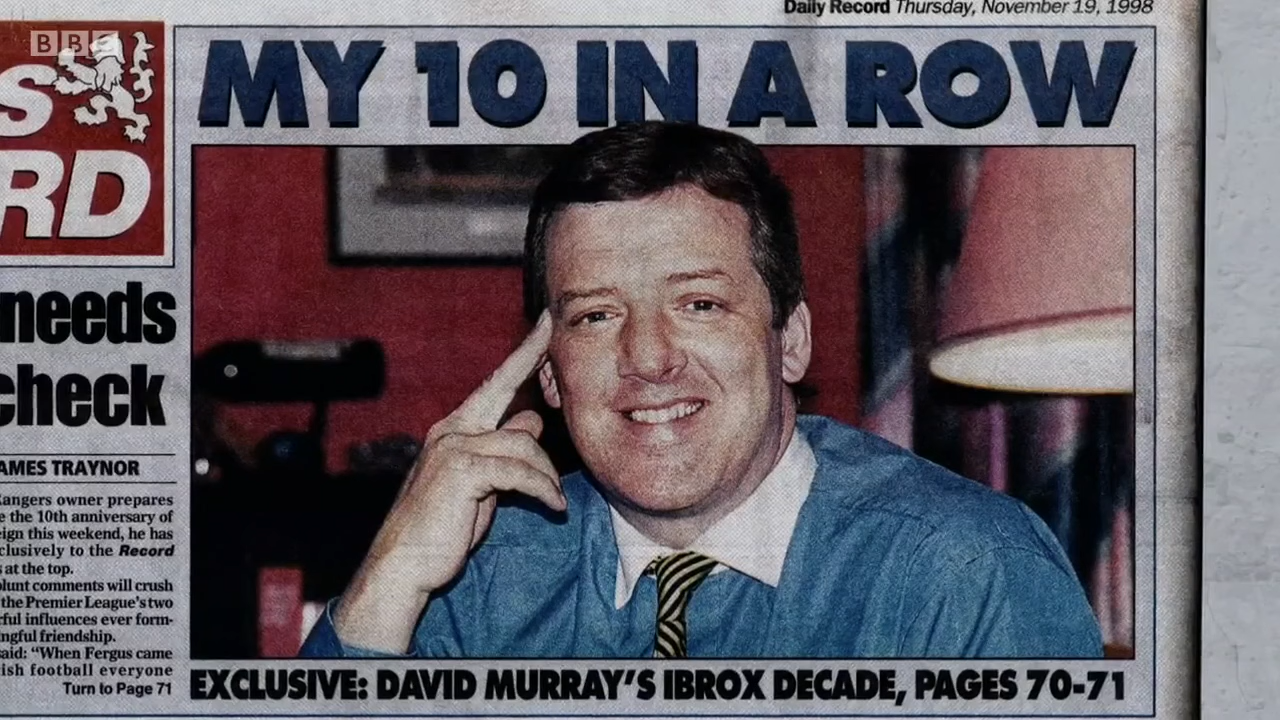 BBC
Daily Record Thursday, November 19, 1998
S
RD
MY 10 IN A ROW
needs
check
AMES TRAYNOR
Rangers owner prepares
e the 10th anniversary of
eign this weekend, he has
clusively to the Record
s at the top.
blunt comments will crush
the Premier League's two
rful influences ever form-
ngful friendship.
said: "When Fergus came
ish football everyone
Turn to Page 71
EXCLUSIVE: DAVID MURRAY'S IBROX DECADE, PAGES 70-71